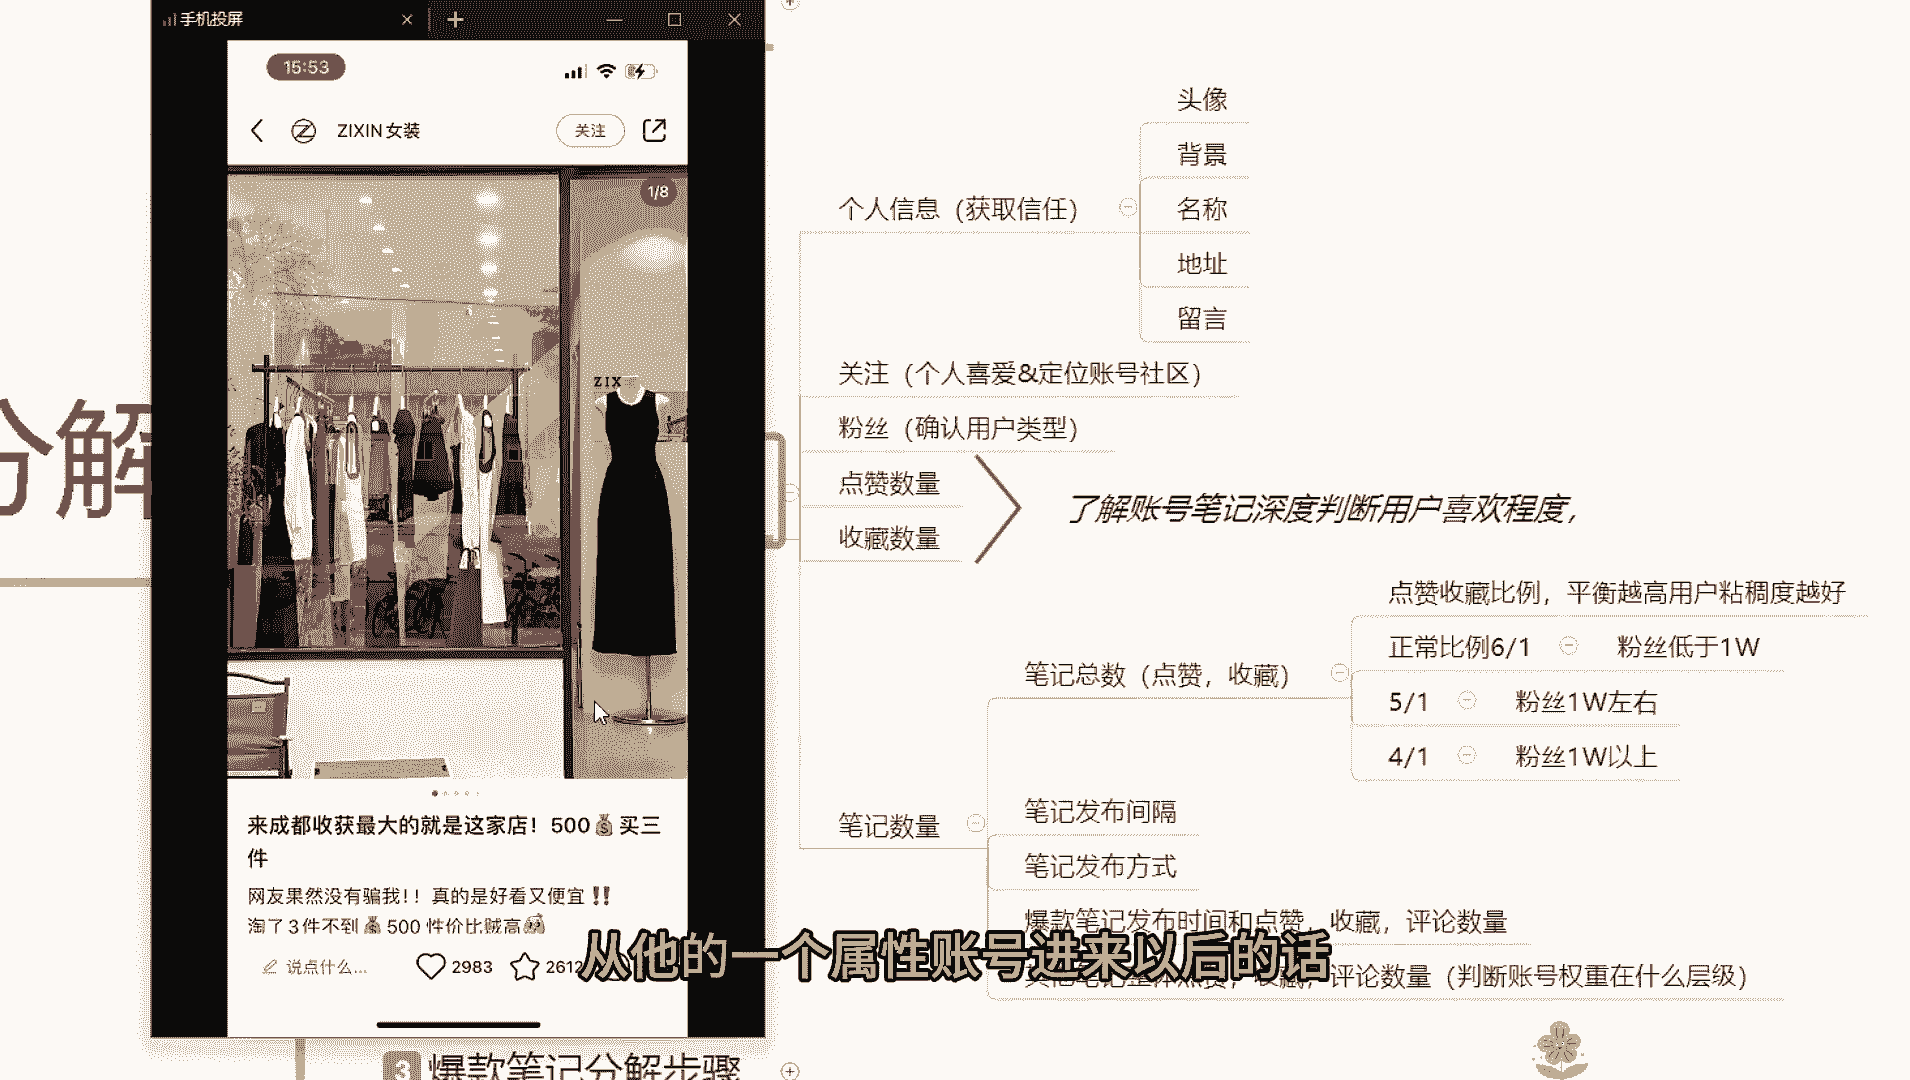 手机投屏
15:53
ZIXIN女装
关注
1/8
ZIX
来成都收获最大的就是这家店！500💰买三
件
网友果然没有骗我!! 真的是好看又便宜‼️
淘了3件不到💰500 性价比贼高
说点什么...
2983
2612
分解
个人信息（获取信任）
头像
背景
名称
地址
留言
关注（个人喜爱&定位账号社区）
粉丝（确认用户类型）
点赞数量
收藏数量
了解账号笔记深度判断用户喜欢程度，
笔记数量
笔记总数（点赞，收藏）
点赞收藏比例，平衡越高用户粘稠度越好
正常比例6/1
粉丝低于1W
5/1
粉丝1W左右
4/1
粉丝1W以上
笔记发布间隔
笔记发布方式
爆款笔记发布时间和点赞，收藏，评论数量
评论数量（判断账号权重在什么层级）
从他的一个属性账号进来以后的话
3 爆款笔记分解步骤